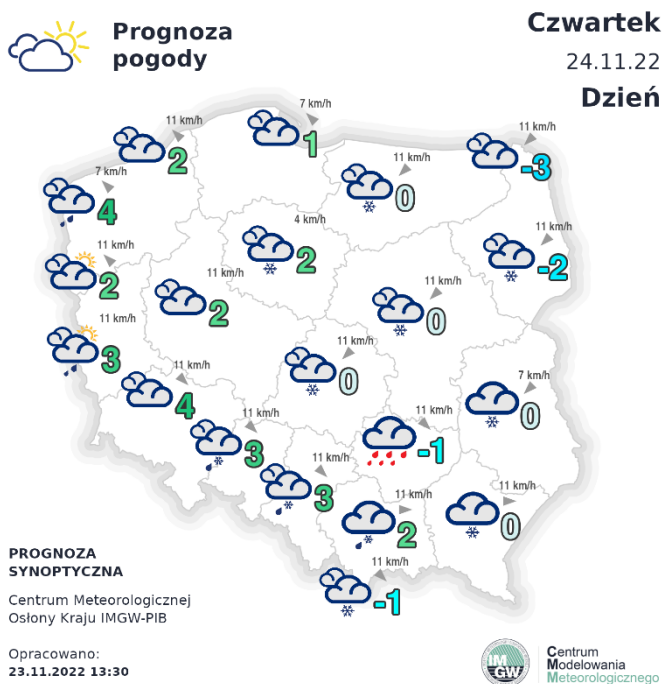 Prognoza
pogody
Czwartek
24.11.22
Dzień
7 km/h
1
11 km/h
2
11 km/h
-3
11 km/h
0
7 km/h
4
4 km/h
2
11 km/h
-2
11 km/h
2
11 km/h
2
11 km/h
0
11 km/h
3
11 km/h
0
11 km/h
4
7 km/h
0
11 km/h
3
11 km/h
-1
11 km/h
3
11 km/h
2
11 km/h
0
11 km/h
-1
PROGNOZA
SYNOPTYCZNA
Centrum Meteorologicznej
Osłony Kraju IMGW-PIB
Opracowano:
23.11.2022 13:30
IM
GW
Centrum
Modelowania
Meteorologicznego